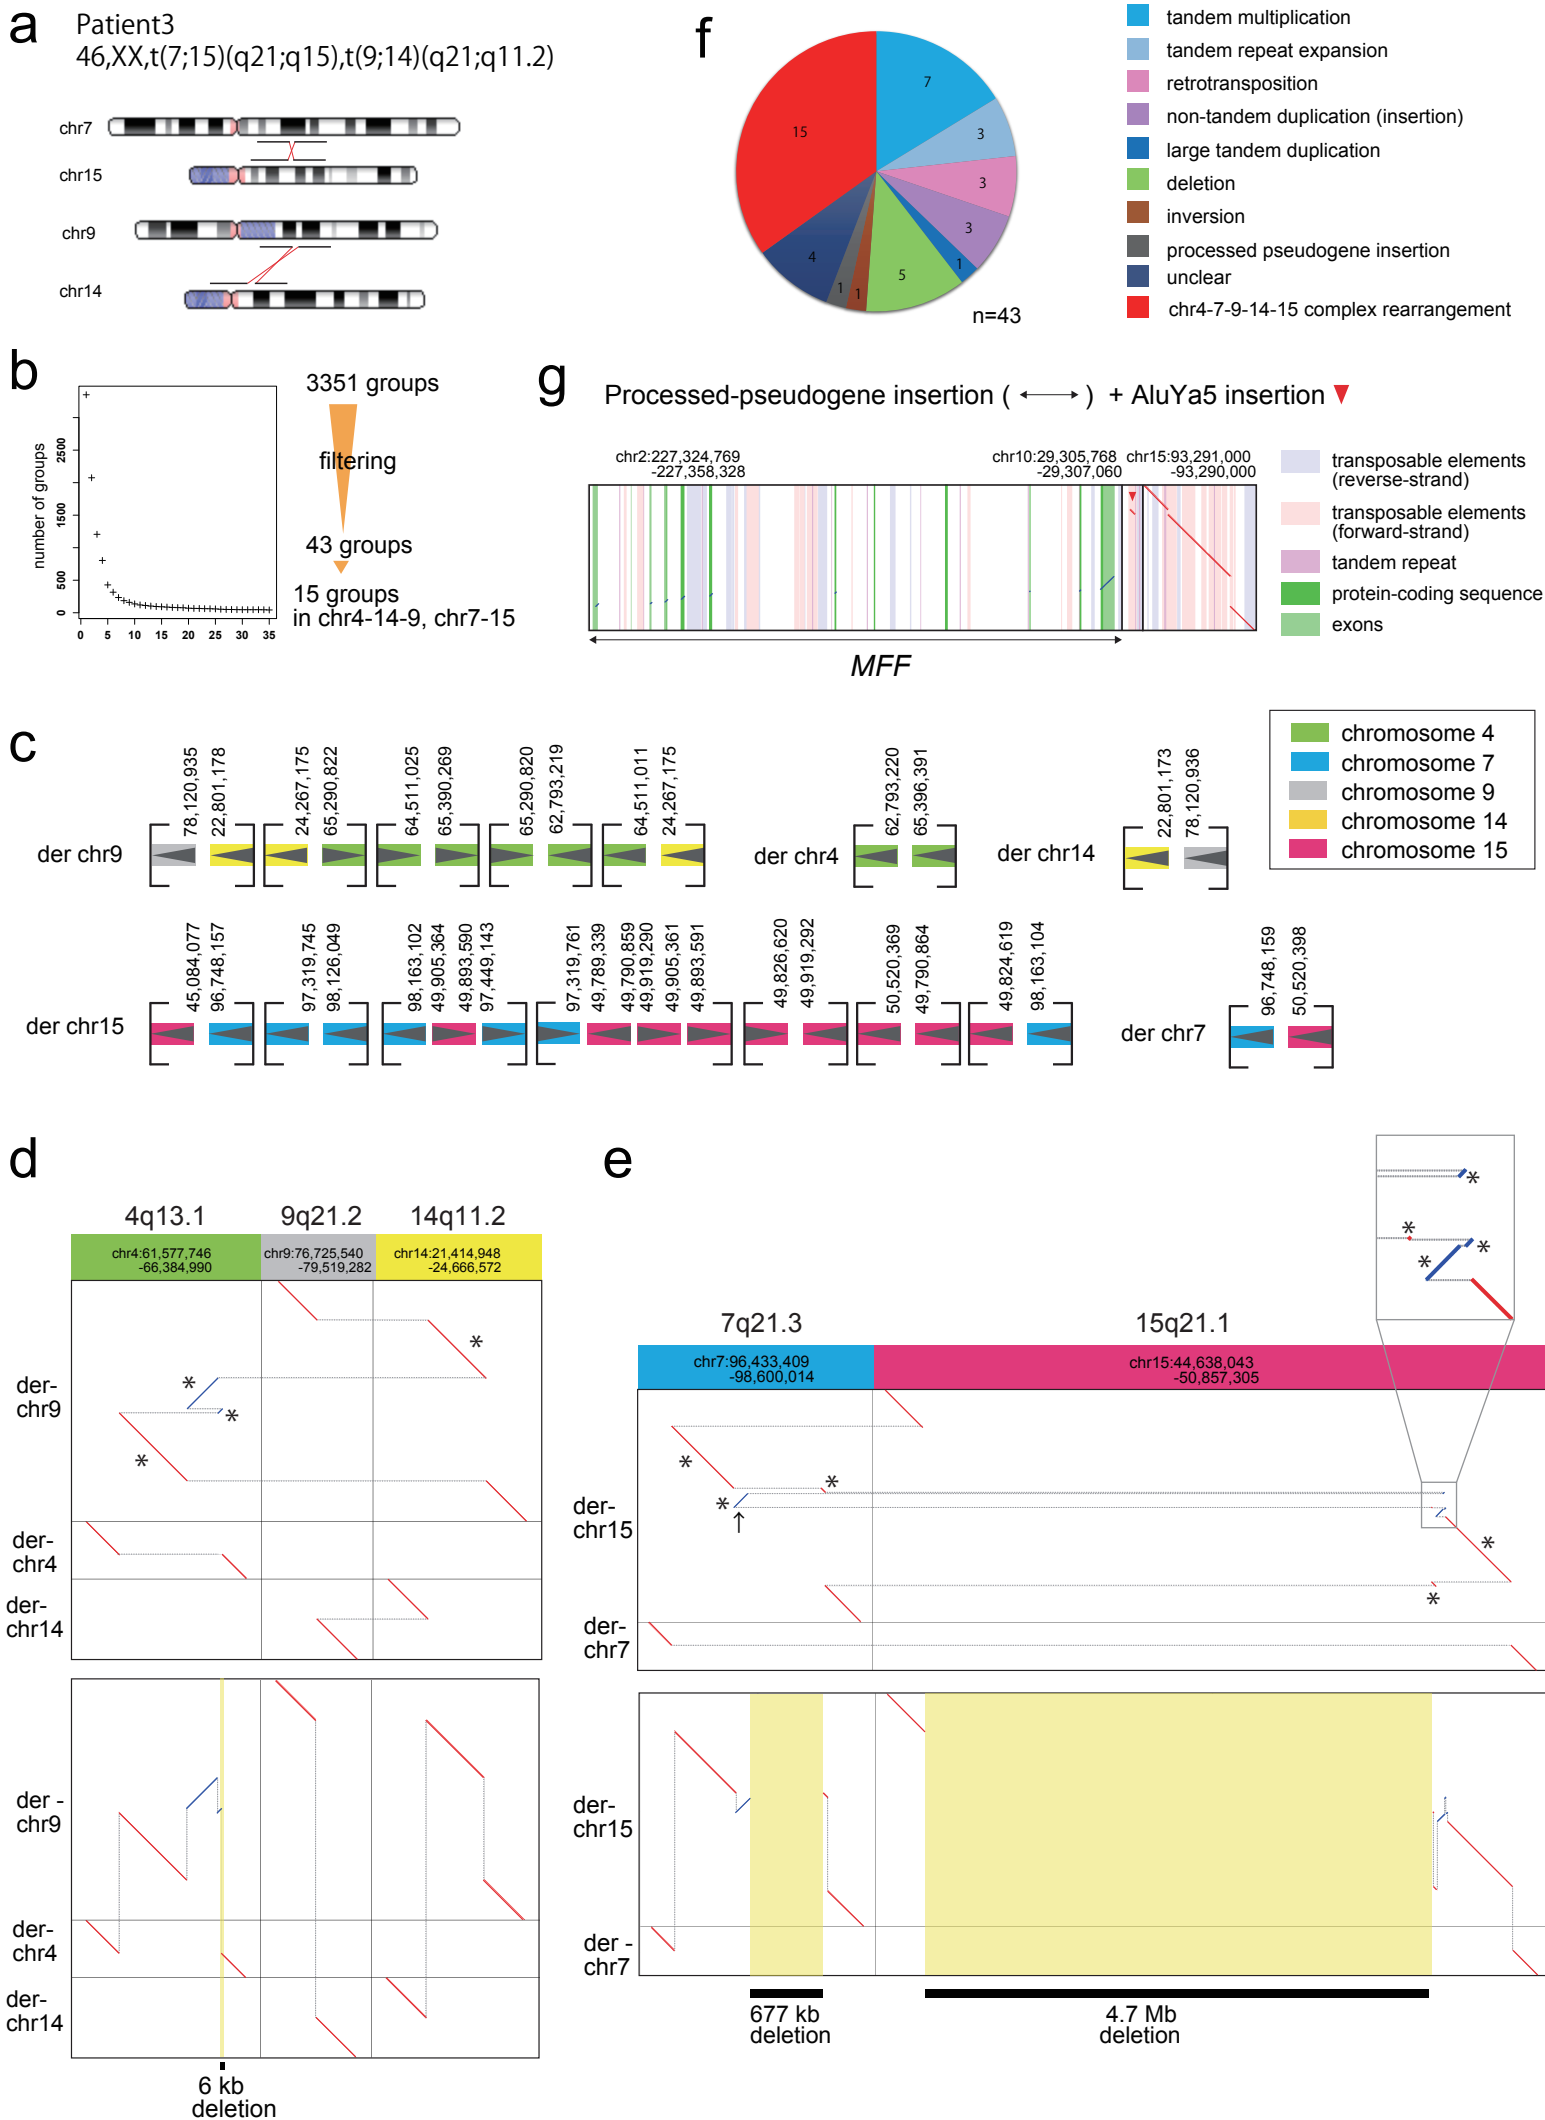 a
Patient3
46,XX,t(7;15)(q21;q15),t(9;14)(q21;q11.2)
chr7
chr15
chr9
chr14
b
number of groups
0
500
1500
2500
0 5 10 15 20 25 30 35
3351 groups
filtering
43 groups
15 groups
in chr4-14-9, chr7-15
f
7
3
3
3
1
5
1
1
4
15
n=43
tandem multiplication
tandem repeat expansion
retrotransposition
non-tandem duplication (insertion)
large tandem duplication
deletion
inversion
processed pseudogene insertion
unclear
chr4-7-9-14-15 complex rearrangement
g
Processed-pseudogene insertion ( ) + AluYa5 insertion
chr2:227,324,769
-227,358,328
chr10:29,305,768
-29,307,060
chr15:93,291,000
-93,290,000
MFF
transposable elements
(reverse-strand)
transposable elements
(forward-strand)
tandem repeat
protein-coding sequence
exons
c
der chr9
78,120,935
22,801,178
24,267,175
65,290,822
64,511,025
65,390,269
65,290,820
62,793,219
64,511,011
24,267,175
der chr4
62,793,220
65,396,391
der chr14
22,801,173
78,120,936
chromosome 4
chromosome 7
chromosome 9
chromosome 14
chromosome 15
der chr15
45,084,077
96,748,157
97,319,745
98,126,049
98,163,102
49,905,364
49,893,590
97,449,143
97,319,761
49,789,339
49,790,859
49,919,290
49,905,361
49,893,591
49,826,620
49,919,292
50,520,369
49,790,864
49,824,619
98,163,104
der chr7
96,748,159
50,520,398
d
4q13.1 9q21.2 14q11.2
chr4:61,577,746
-66,384,990
chr9:76,725,540
-79,519,282
chr14:21,414,948
-24,666,572
der-
chr9
*
*
*
*
der-
chr4
der-
chr14
der -
chr9
der-
chr4
der-
chr14
6 kb
deletion
e
*
*
*
*
7q21.3
15q21.1
chr7:96,433,409
-98,600,014
chr15:44,638,043
-50,857,305
der-
chr15
*
*
*
*
*
der-
chr7
der-
chr15
der -
chr7
677 kb
deletion
4.7 Mb
deletion